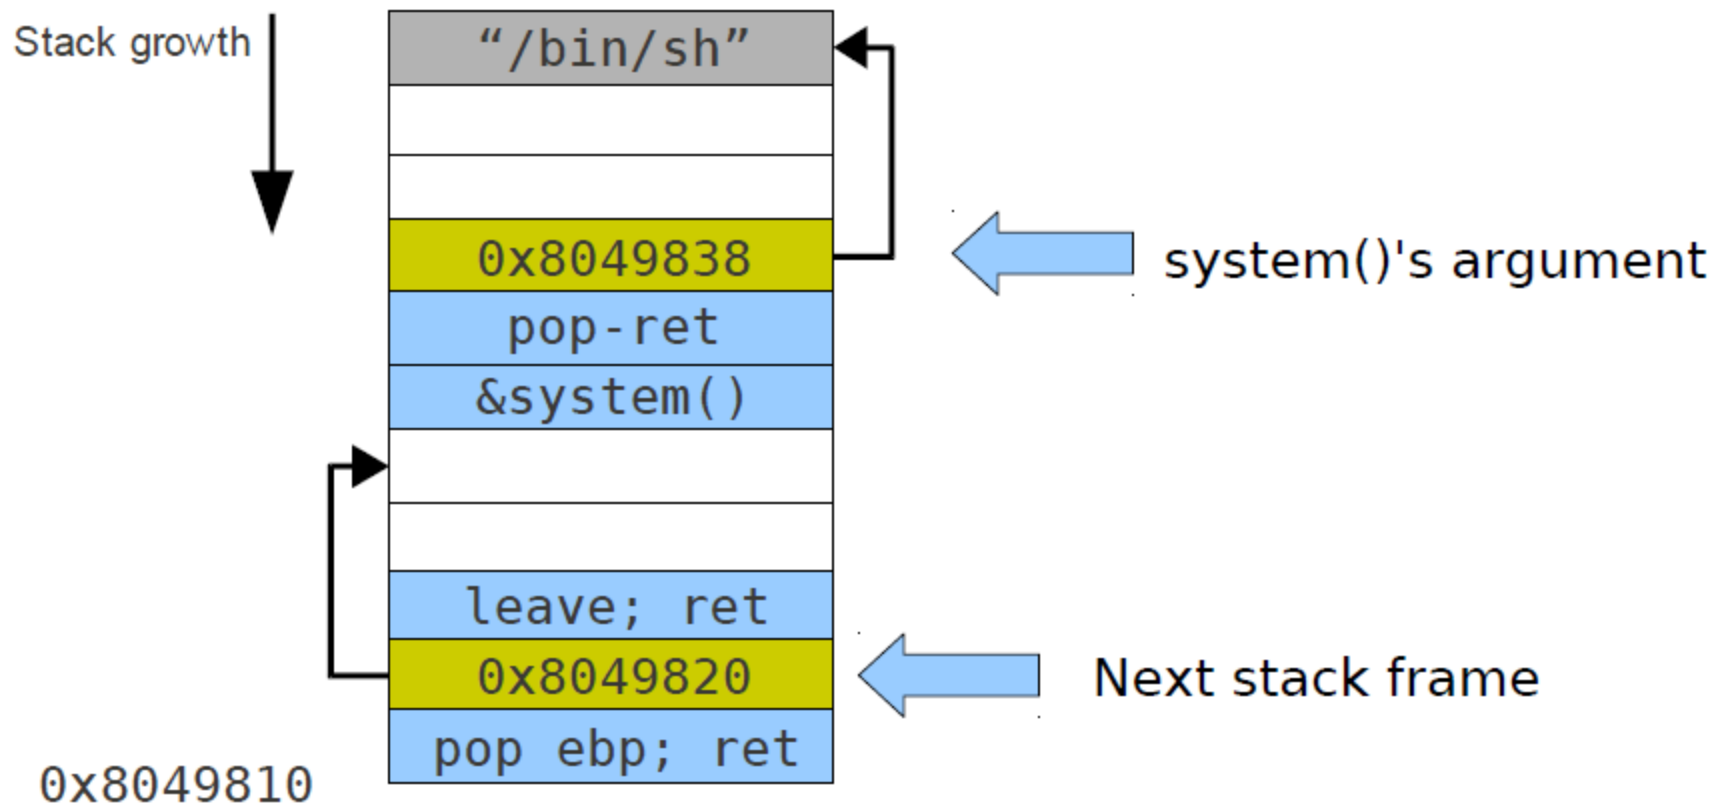 Stack growth
“/bin/sh”
0x8049838
system()'s argument
pop-ret
&system()
leave; ret
0x8049820
Next stack frame
pop ebp; ret
0x8049810